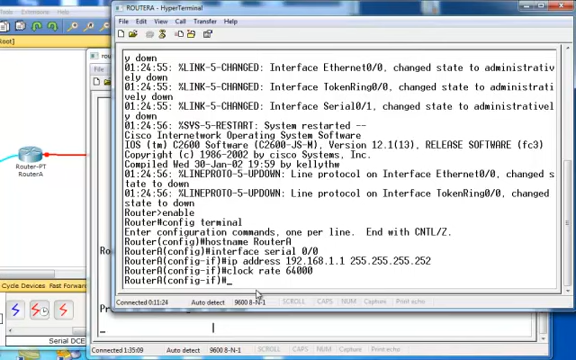 ROUTERA - HyperTerminal
File Edit View Call Transfer Help
y down
01:24:55: %LINK-5-CHANGED: Interface Ethernet0/0, changed state to administrativ
ely down
01:24:55: %LINK-5-CHANGED: Interface TokenRing0/0, changed state to administrati
vely down
01:24:55: %LINK-5-CHANGED: Interface Serial0/1, changed state to administrativel
y down
01:24:56: %SYS-5-RESTART: System restarted --
Cisco Internetwork Operating System Software
IOS (tm) C2600 Software (C2600-JS-M), Version 12.1(13), RELEASE SOFTWARE (fc3)
Copyright (c) 1986-2002 by cisco Systems, Inc.
Compiled Wed 30-Jan-02 19:59 by kellythw
01:24:56: %LINEPROTO-5-UPDOWN: Line protocol on Interface Ethernet0/0, changed s
tate to down
01:24:56: %LINEPROTO-5-UPDOWN: Line protocol on Interface TokenRing0/0, changed
state to down
Router>enable
Router#config terminal
Enter configuration commands, one per line.  End with CNTL/Z.
Router(config)#hostname RouterA
RouterA(config)#interface serial 0/0
RouterA(config-if)#ip address 192.168.1.1 255.255.255.252
RouterA(config-if)#clock rate 64000
RouterA(config-if)#_
Connected 0:11:24 Auto detect 9600 8-N-1 SCROLL CAPS NUM Capture Print echo
Router-PT
RouterA
Cycle Devices Fast
Serial DCE
Connected 1:35:09 Auto detect 9600 8-N-1 SCROLL CAPS NUM Capture Print echo